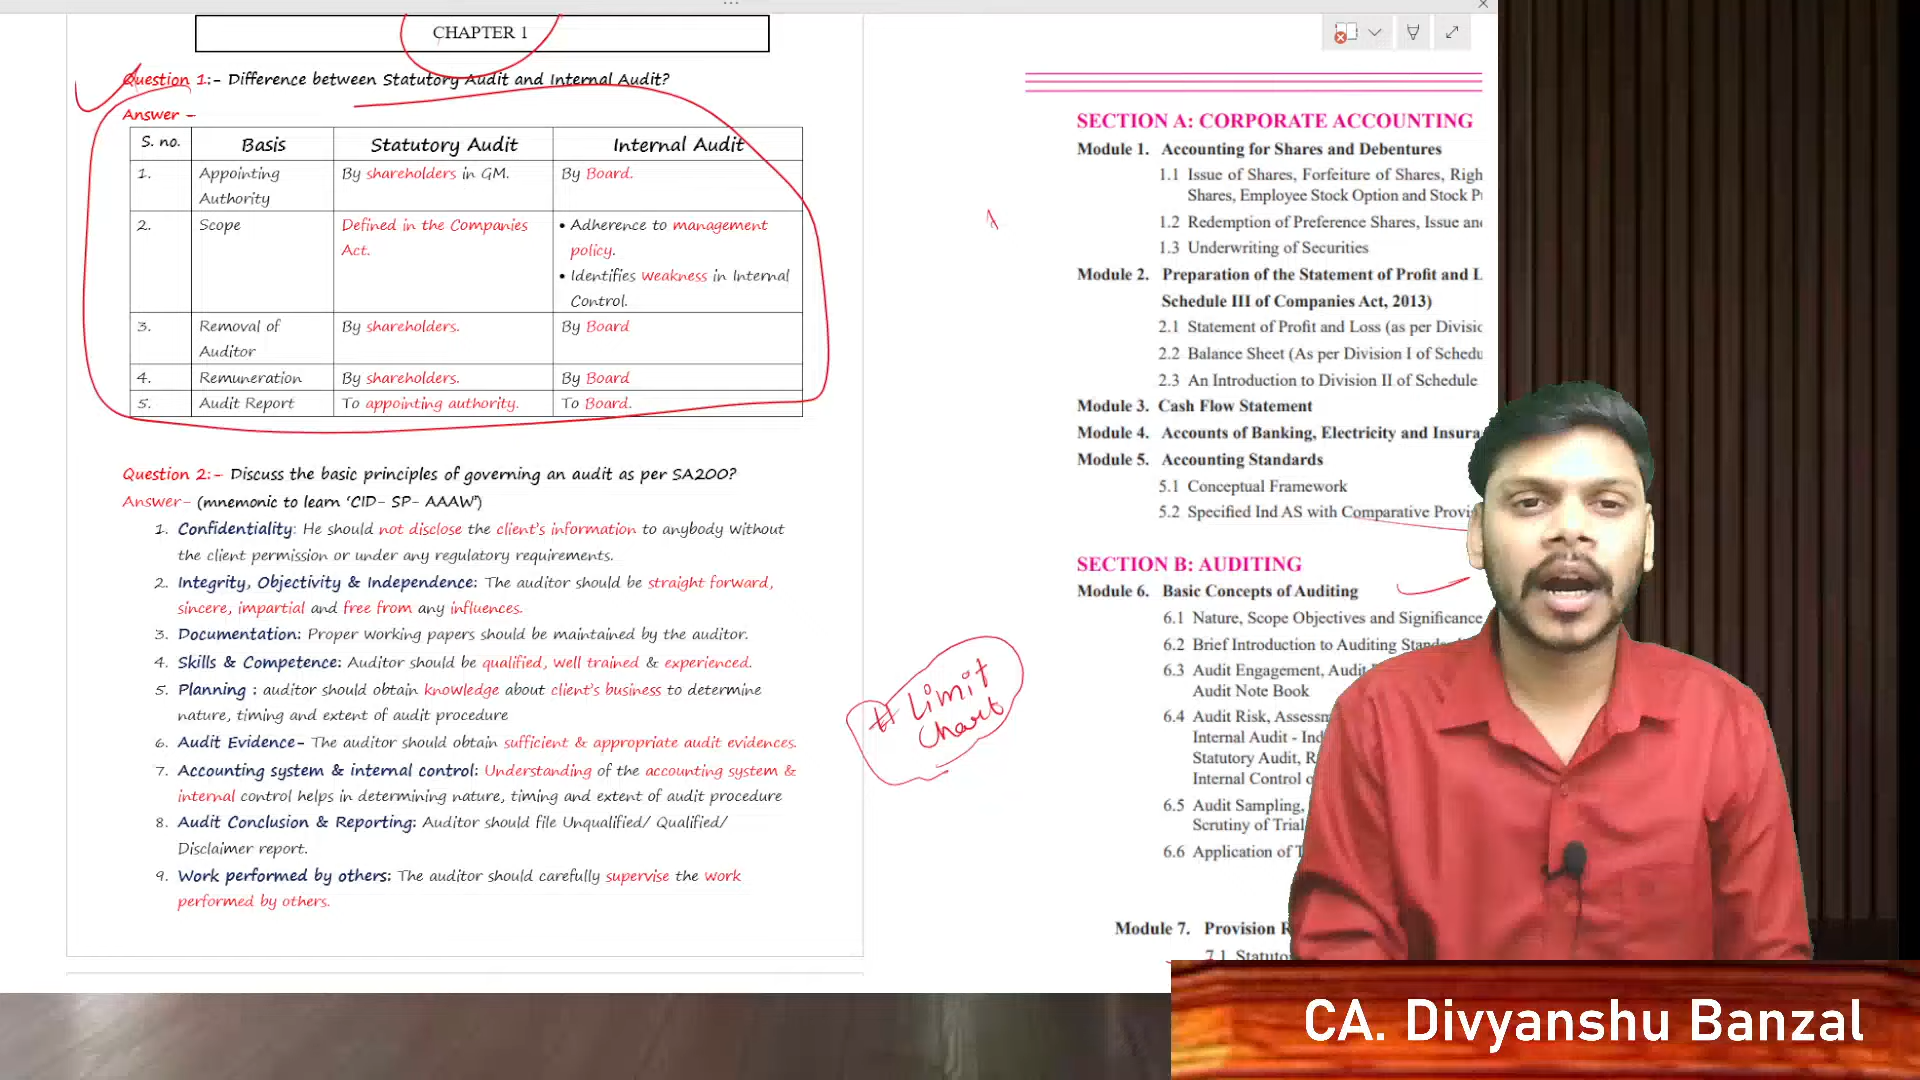 CHAPTER 1
Question 1:- Difference between Statutory Audit and Internal Audit?
Answer -
S. no. Basis Statutory Audit Internal Audit
1. Appointing Authority By shareholders in GM. By Board.
2. Scope Defined in the Companies Act. • Adherence to management policy.
• Identifies weakness in Internal Control.
3. Removal of Auditor By shareholders. By Board
4. Remuneration By shareholders. By Board
5. Audit Report To appointing authority. To Board.
Question 2:- Discuss the basic principles of governing an audit as per SA200?
Answer- (mnemonic to learn ‘CID- SP- AAAW’)
1. Confidentiality: He should not disclose the client's information to anybody without
the client permission or under any regulatory requirements.
2. Integrity, Objectivity & Independence: The auditor should be straight forward,
sincere, impartial and free from any influences.
3. Documentation: Proper working papers should be maintained by the auditor.
4. Skills & Competence: Auditor should be qualified, well trained & experienced.
5. Planning : auditor should obtain knowledge about client's business to determine
nature, timing and extent of audit procedure
6. Audit Evidence- The auditor should obtain sufficient & appropriate audit evidences.
7. Accounting system & internal control: Understanding of the accounting system &
internal control helps in determining nature, timing and extent of audit procedure
8. Audit Conclusion & Reporting: Auditor should file Unqualified/ Qualified/
Disclaimer report.
9. Work performed by others: The auditor should carefully supervise the work
performed by others.
# Limit
Chart
SECTION A: CORPORATE ACCOUNTING
Module 1. Accounting for Shares and Debentures
1.1 Issue of Shares, Forfeiture of Shares, Righ
Shares, Employee Stock Option and Stock P
1.2 Redemption of Preference Shares, Issue an
1.3 Underwriting of Securities
Module 2. Preparation of the Statement of Profit and L
Schedule III of Companies Act, 2013)
2.1 Statement of Profit and Loss (as per Divisi
2.2 Balance Sheet (As per Division I of Schedu
2.3 An Introduction to Division II of Schedule
Module 3. Cash Flow Statement
Module 4. Accounts of Banking, Electricity and Insura
Module 5. Accounting Standards
5.1 Conceptual Framework
5.2 Specified Ind AS with Comparative Provi
SECTION B: AUDITING
Module 6. Basic Concepts of Auditing
6.1 Nature, Scope Objectives and Significance
6.2 Brief Introduction to Auditing Stand
6.3 Audit Engagement, Audit
Audit Note Book
6.4 Audit Risk, Assessm
Internal Audit - Ind
Statutory Audit, R
Internal Control o
6.5 Audit Sampling,
Scrutiny of Trial
6.6 Application of T
Module 7. Provision R
7.1 Statuto
CA. Divyanshu Banzal